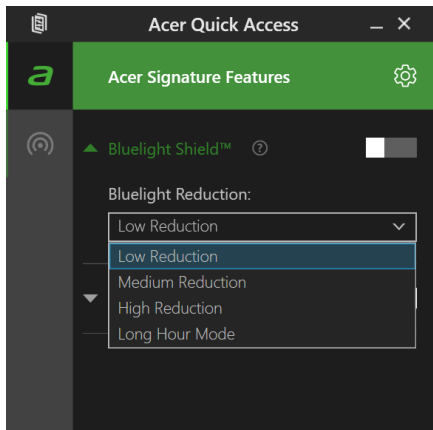 Acer Quick Access
a
Acer Signature Features
Bluelight Shield™ ?
Bluelight Reduction:
Low Reduction
Low Reduction
Medium Reduction
High Reduction
Long Hour Mode